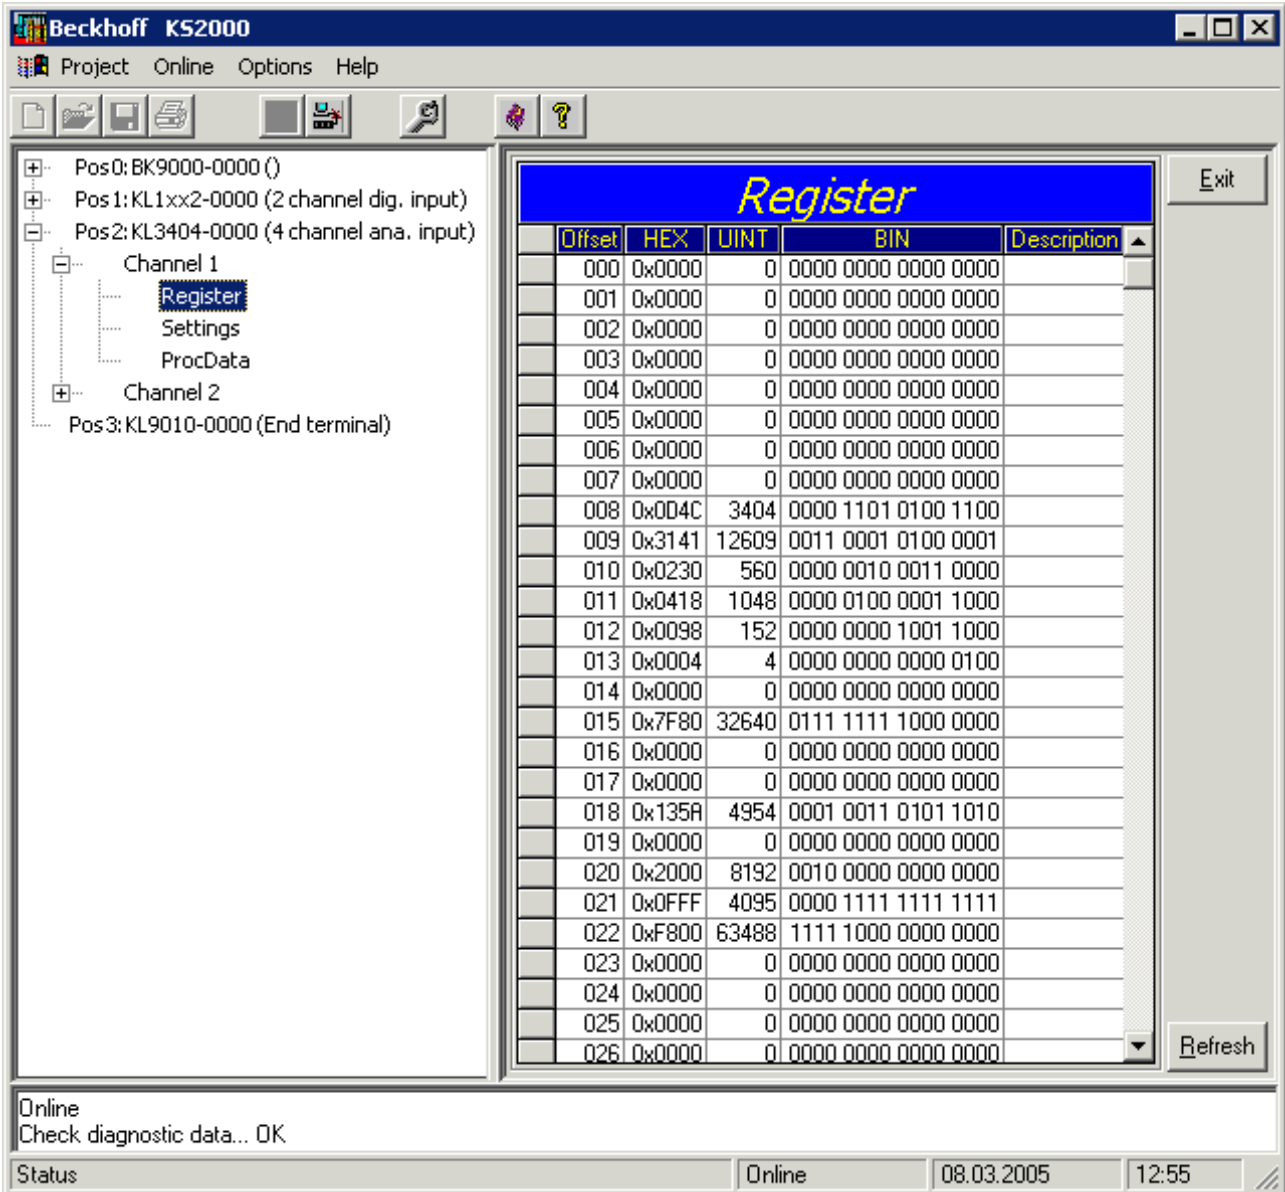 Beckhoff KS2000
Project Online Options Help
Pos0: BK9000-0000 ()
Pos1: KL1xx2-0000 (2 channel dig. input)
Pos2: KL3404-0000 (4 channel ana. input)
Channel 1
Register
Settings
ProcData
Channel 2
Pos3: KL9010-0000 (End terminal)
Register
Offset HEX UINT BIN Description
000 0x0000 0 0000 0000 0000 0000
001 0x0000 0 0000 0000 0000 0000
002 0x0000 0 0000 0000 0000 0000
003 0x0000 0 0000 0000 0000 0000
004 0x0000 0 0000 0000 0000 0000
005 0x0000 0 0000 0000 0000 0000
006 0x0000 0 0000 0000 0000 0000
007 0x0000 0 0000 0000 0000 0000
008 0x0D4C 3404 0000 1101 0100 1100
009 0x3141 12609 0011 0001 0100 0001
010 0x0230 560 0000 0010 0011 0000
011 0x0418 1048 0000 0100 0001 1000
012 0x0098 152 0000 0000 1001 1000
013 0x0004 4 0000 0000 0000 0100
014 0x0000 0 0000 0000 0000 0000
015 0x7F80 32640 0111 1111 1000 0000
016 0x0000 0 0000 0000 0000 0000
017 0x0000 0 0000 0000 0000 0000
018 0x135A 4954 0001 0011 0101 1010
019 0x0000 0 0000 0000 0000 0000
020 0x2000 8192 0010 0000 0000 0000
021 0x0FFF 4095 0000 1111 1111 1111
022 0xF800 63488 1111 1000 0000 0000
023 0x0000 0 0000 0000 0000 0000
024 0x0000 0 0000 0000 0000 0000
025 0x0000 0 0000 0000 0000 0000
026 0x0000 0 0000 0000 0000 0000
Exit
Refresh
Online
Check diagnostic data... OK
Status Online 08.03.2005 12:55